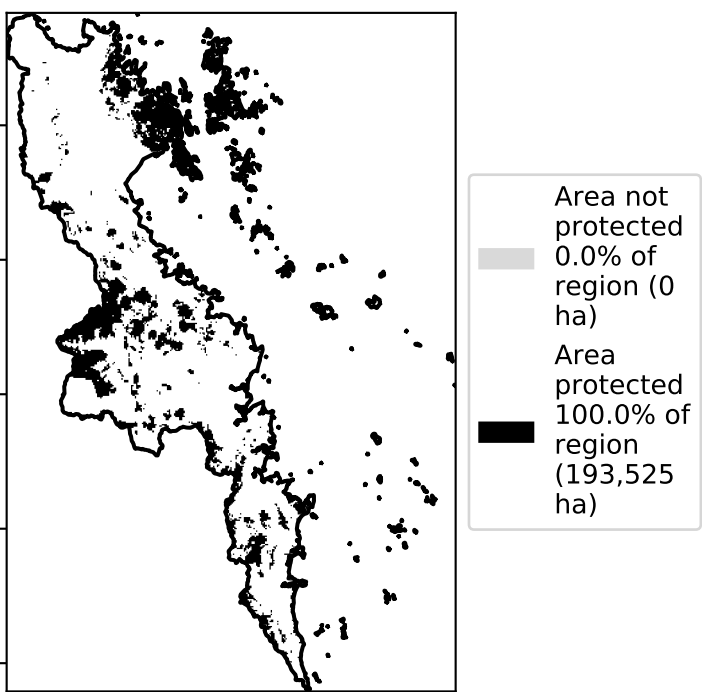 Area not
protected
0.0% of
region (0
ha)
Area
protected
100.0% of
region
(193,525
ha)